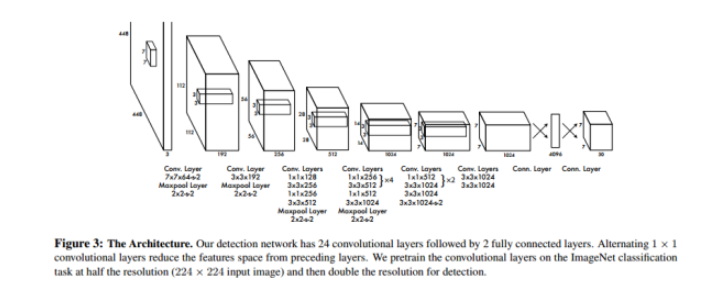 448
7
7
448
3
112
3
3
112
192
56
3
3
56
256
28
3
3
28
512
14
3
3
14
1024
7
3
3
7
1024
7
7
1024
4096
7
7
30
Conv. Layer
7x7x64-s-2
Maxpool Layer
2x2-s-2
Conv. Layer
3x3x192
Maxpool Layer
2x2-s-2
Conv. Layers
1x1x128
3x3x256
1x1x256
3x3x512
Maxpool Layer
2x2-s-2
Conv. Layers
1x1x256
3x3x512 }×4
1x1x512
3x3x1024
Maxpool Layer
2x2-s-2
Conv. Layers
1x1x512
3x3x1024 }×2
3x3x1024
3x3x1024-s-2
Conv. Layers
3x3x1024
3x3x1024
Conn. Layer
Conn. Layer
Figure 3: The Architecture. Our detection network has 24 convolutional layers followed by 2 fully connected layers. Alternating 1 × 1
convolutional layers reduce the features space from preceding layers. We pretrain the convolutional layers on the ImageNet classification
task at half the resolution (224 × 224 input image) and then double the resolution for detection.